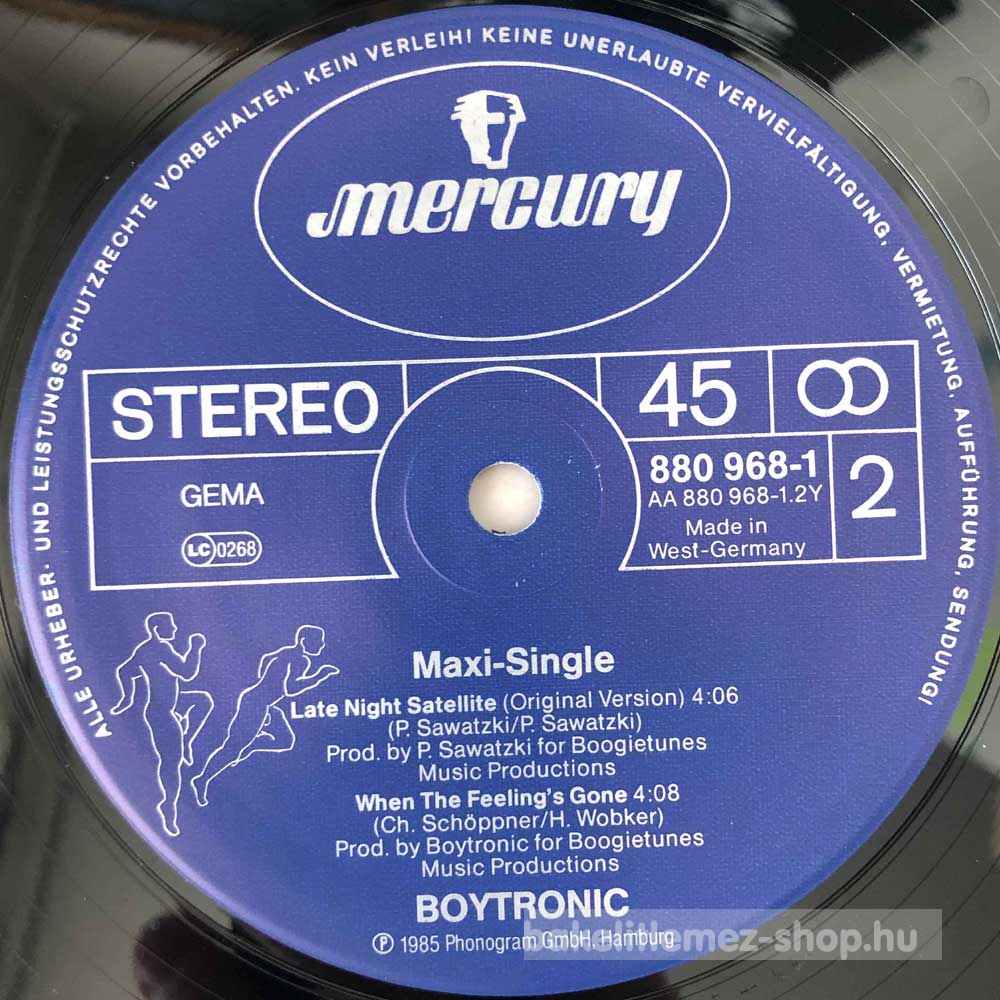 ALLE URHEBER- UND LEISTUNGSSCHUTZRECHTE VORBEHALTEN. KEIN VERLEIH! KEINE UNERLAUBTE VERVIELFÄLTIGUNG, VERMIETUNG, AUFFÜHRUNG, SENDUNG!
mercury
STEREO
45
GEMA
LC 0268
880 968-1
AA 880 968-1.2Y
Made in
West-Germany
2
Maxi-Single
Late Night Satellite (Original Version) 4:06
(P. Sawatzki/P. Sawatzki)
Prod. by P. Sawatzki for Boogietunes
Music Productions
When The Feeling's Gone 4:08
(Ch. Schöppner/H. Wobker)
Prod. by Boytronic for Boogietunes
Music Productions
BOYTRONIC
℗ 1985 Phonogram GmbH, Hamburg
bakelitlemez-shop.hu